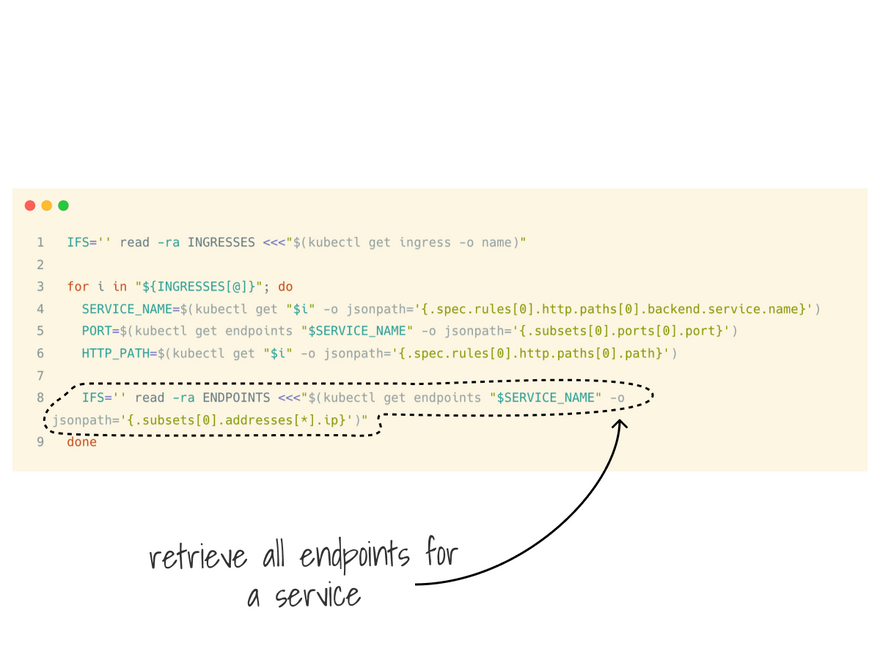 1 IFS='' read -ra INGRESSES <<<"$(kubectl get ingress -o name)"
2
3 for i in "${INGRESSES[@]}"; do
4 SERVICE_NAME=$(kubectl get "$i" -o jsonpath='{.spec.rules[0].http.paths[0].backend.service.name}')
5 PORT=$(kubectl get endpoints "$SERVICE_NAME" -o jsonpath='{.subsets[0].ports[0].port}')
6 HTTP_PATH=$(kubectl get "$i" -o jsonpath='{.spec.rules[0].http.paths[0].path}')
7
8 IFS='' read -ra ENDPOINTS <<<"$(kubectl get endpoints "$SERVICE_NAME" -o
jsonpath='{.subsets[0].addresses[*].ip}')"
9 done
retrieve all endpoints for
a service